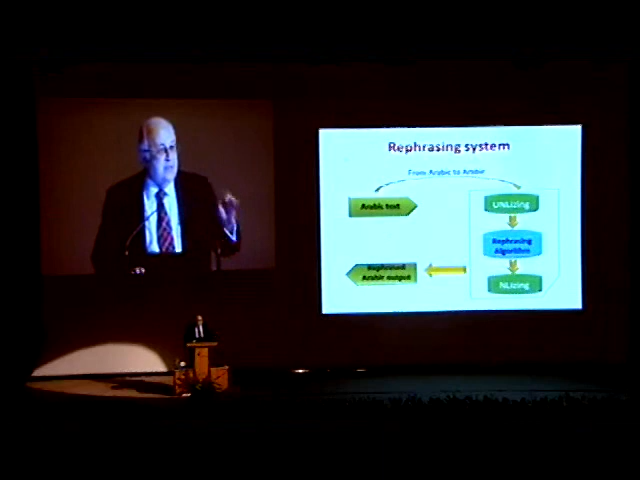 Rephrasing system
From Arabic to Arabic
Arabic text
UNLizing
Rephrasing
Algorithm
Rephrased
Arabic output
NLizing